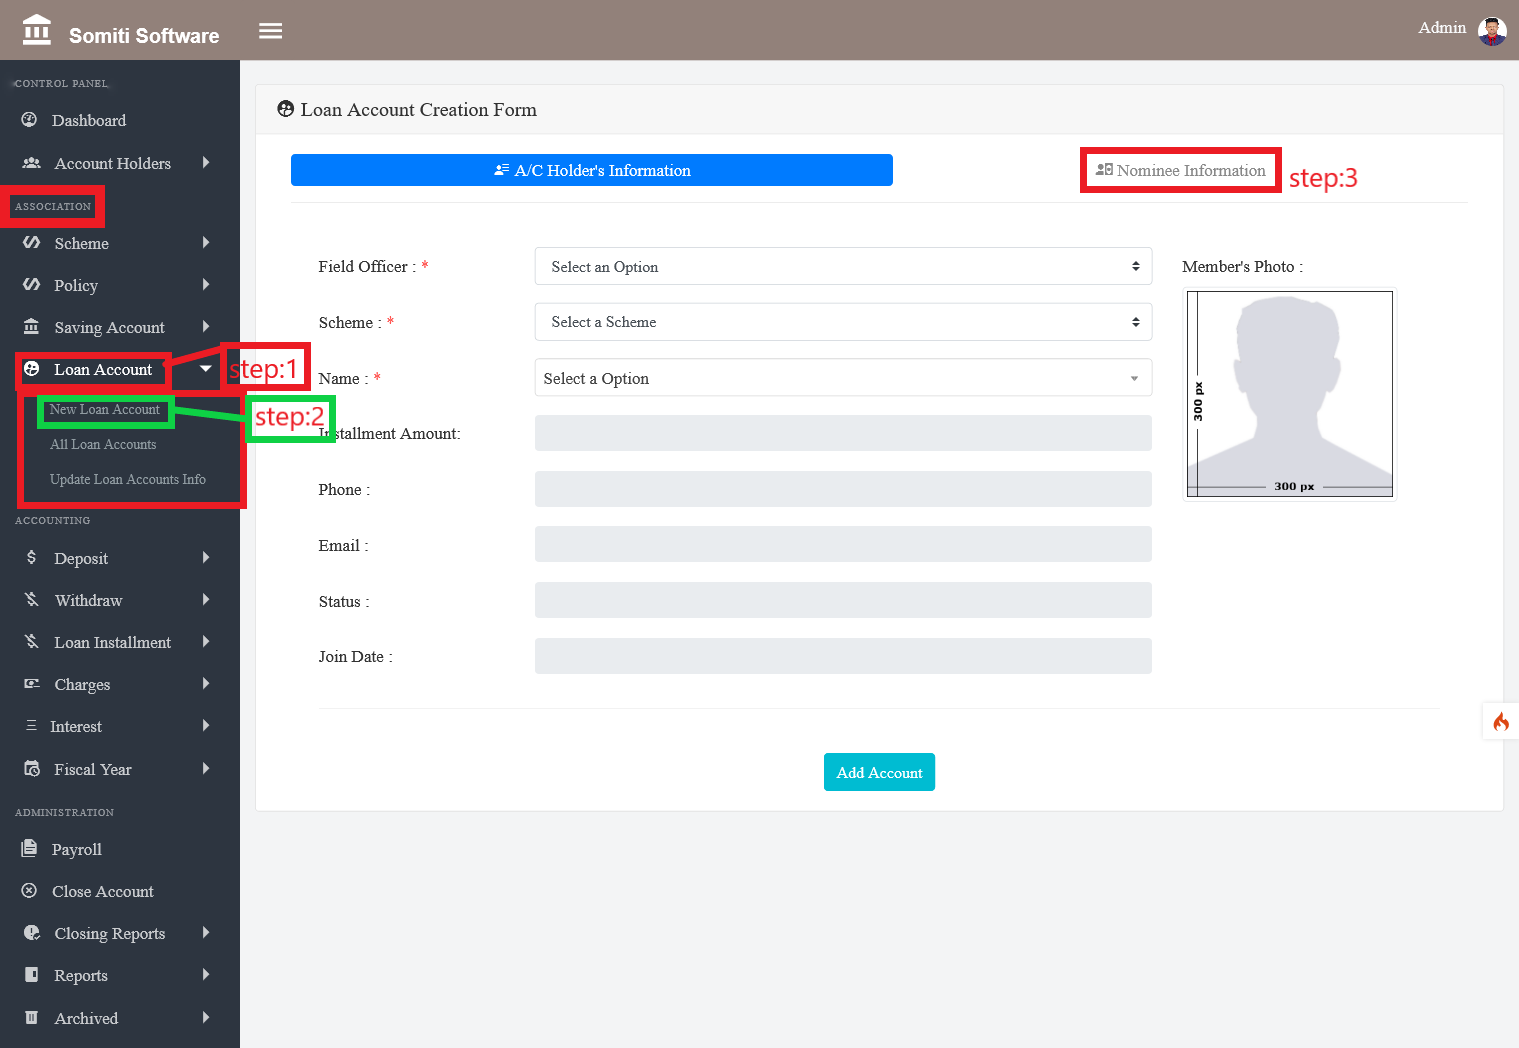 Somiti Software
Admin
CONTROL PANEL
Dashboard
Account Holders
ASSOCIATION
Scheme
Policy
Saving Account
Loan Account
step:1
New Loan Account
step:2
All Loan Accounts
Update Loan Accounts Info
ACCOUNTING
Deposit
Withdraw
Loan Installment
Charges
Interest
Fiscal Year
ADMINISTRATION
Payroll
Close Account
Closing Reports
Reports
Archived
Loan Account Creation Form
A/C Holder's Information
Nominee Information
step:3
Field Officer : *
Select an Option
Scheme : *
Select a Scheme
Name : *
Select a Option
Installment Amount:
Phone :
Email :
Status :
Join Date :
Member's Photo :
300 px
300 px
Add Account